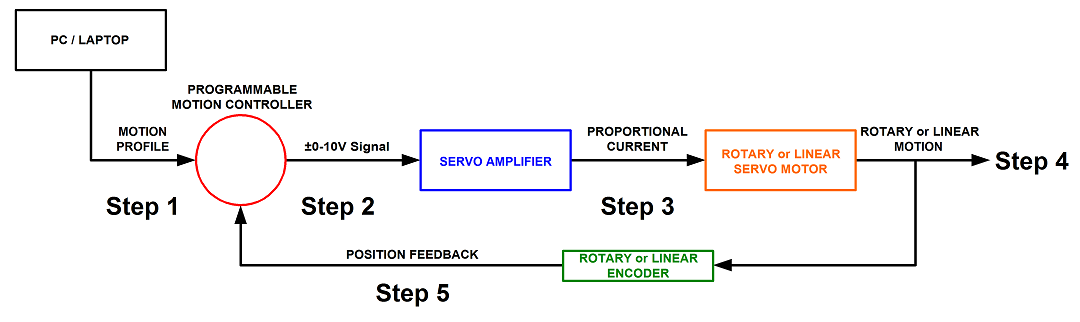 PC / LAPTOP
PROGRAMMABLE
MOTION CONTROLLER
MOTION
PROFILE
Step 1
±0-10V Signal
Step 2
SERVO AMPLIFIER
PROPORTIONAL
CURRENT
Step 3
ROTARY or LINEAR
SERVO MOTOR
ROTARY or LINEAR
MOTION
Step 4
POSITION FEEDBACK
Step 5
ROTARY or LINEAR
ENCODER